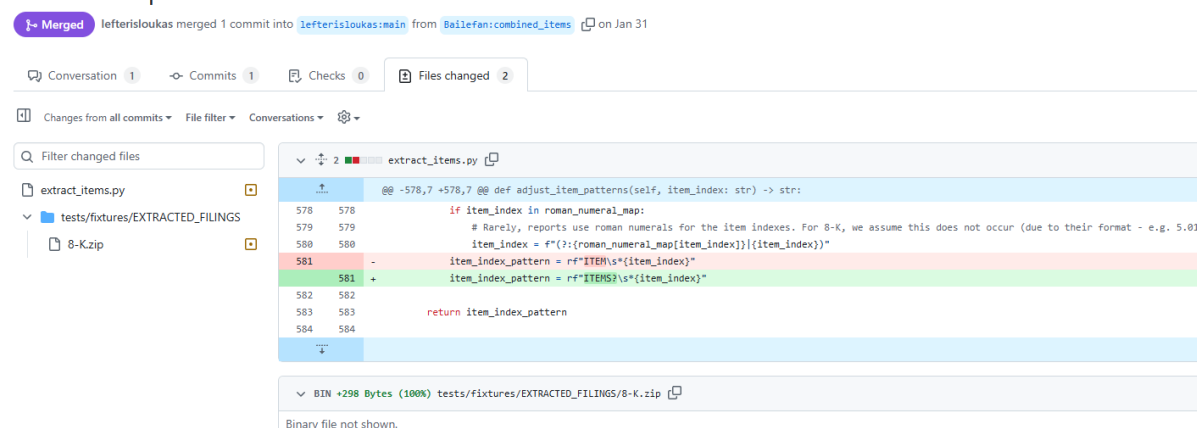 Merged lefterisloukas merged 1 commit into lefterisloukas:main from Bailefan:combined_items on Jan 31
Conversation 1 Commits 1 Checks 0 Files changed 2
Changes from all commits File filter Conversations
Filter changed files
extract_items.py
tests/fixtures/EXTRACTED_FILINGS
8-K.zip
2 extract_items.py
@@ -578,7 +578,7 @@ def adjust_item_patterns(self, item_index: str) -> str:
578 578 if item_index in roman_numeral_map:
579 579 # Rarely, reports use roman numerals for the item indexes. For 8-K, we assume this does not occur (due to their format - e.g. 5.01
580 580 item_index = f"(?:{roman_numeral_map[item_index]}|{item_index})"
581 - item_index_pattern = rf"ITEM\s*{item_index}"
581 + item_index_pattern = rf"ITEMS?\s*{item_index}"
582 582
583 583 return item_index_pattern
584 584
BIN +298 Bytes (100%) tests/fixtures/EXTRACTED_FILINGS/8-K.zip
Binary file not shown.